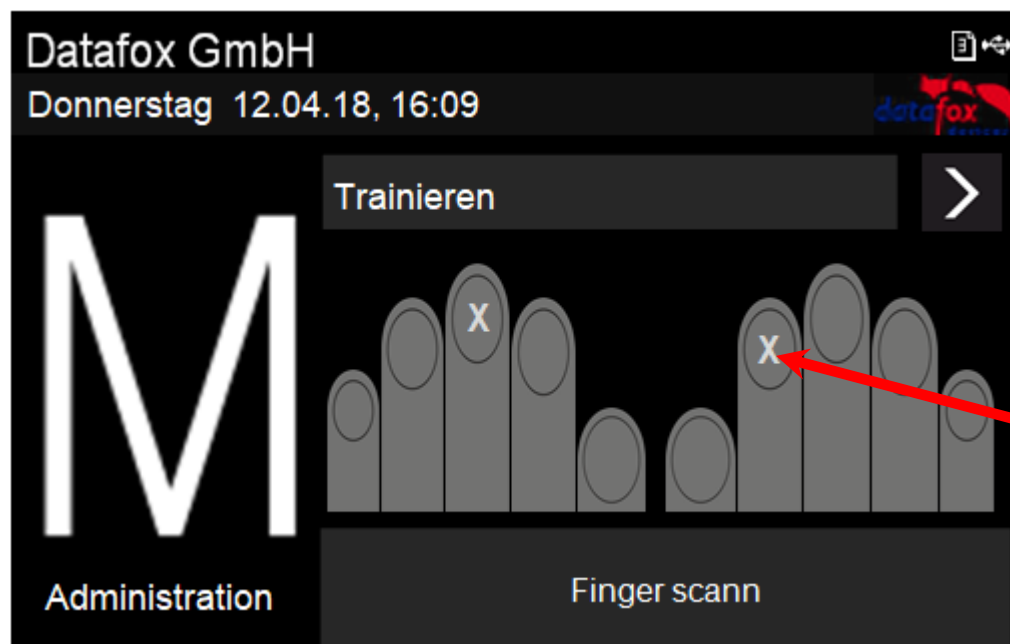 Datafox GmbH
Donnerstag 12.04.18, 16:09
datafox
Trainieren
X X
M
Administration
Finger scann